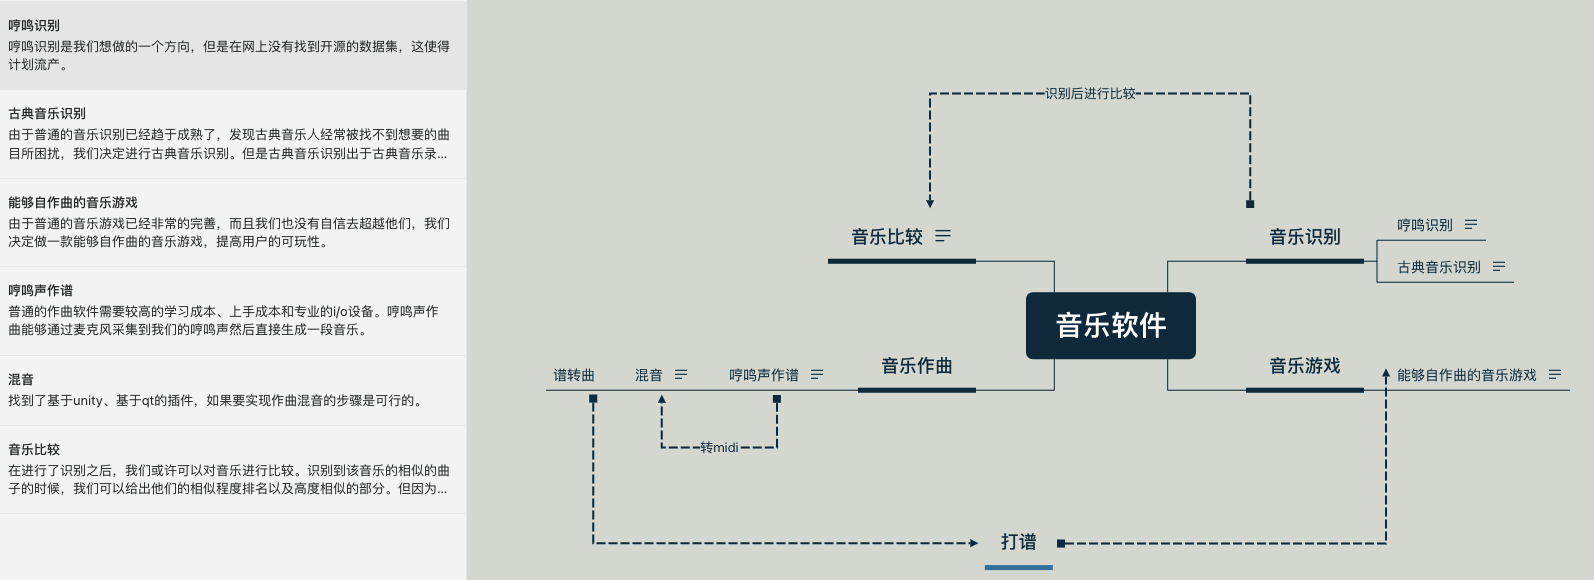 哼鸣识别
哼鸣识别是我们想做的一个方向，但是在网上没有找到开源的数据集，这使得
计划流产。
古典音乐识别
由于普通的音乐识别已经趋于成熟了，发现古典音乐人经常被找不到想要的曲
目所困扰，我们决定进行古典音乐识别。但是古典音乐识别出于古典音乐录...
能够自作曲的音乐游戏
由于普通的音乐游戏已经非常的完善，而且我们也没有自信去超越他们，我们
决定做一款能够自作曲的音乐游戏，提高用户的可玩性。
哼鸣声作谱
普通的作曲软件需要较高的学习成本、上手成本和专业的i/o设备。哼鸣声作
曲能够通过麦克风采集到我们的哼鸣声然后直接生成一段音乐。
混音
找到了基于unity、基于qt的插件，如果要实现作曲混音的步骤是可行的。
音乐比较
在进行了识别之后，我们或许可以对音乐进行比较。识别到该音乐的相似的曲
子的时候，我们可以给出他们的相似程度排名以及高度相似的部分。但因为...
识别后进行比较
音乐比较
音乐识别
哼鸣识别
古典音乐识别
音乐软件
音乐作曲
哼鸣声作谱
混音
谱转曲
音乐游戏
能够自作曲的音乐游戏
转midi
打谱